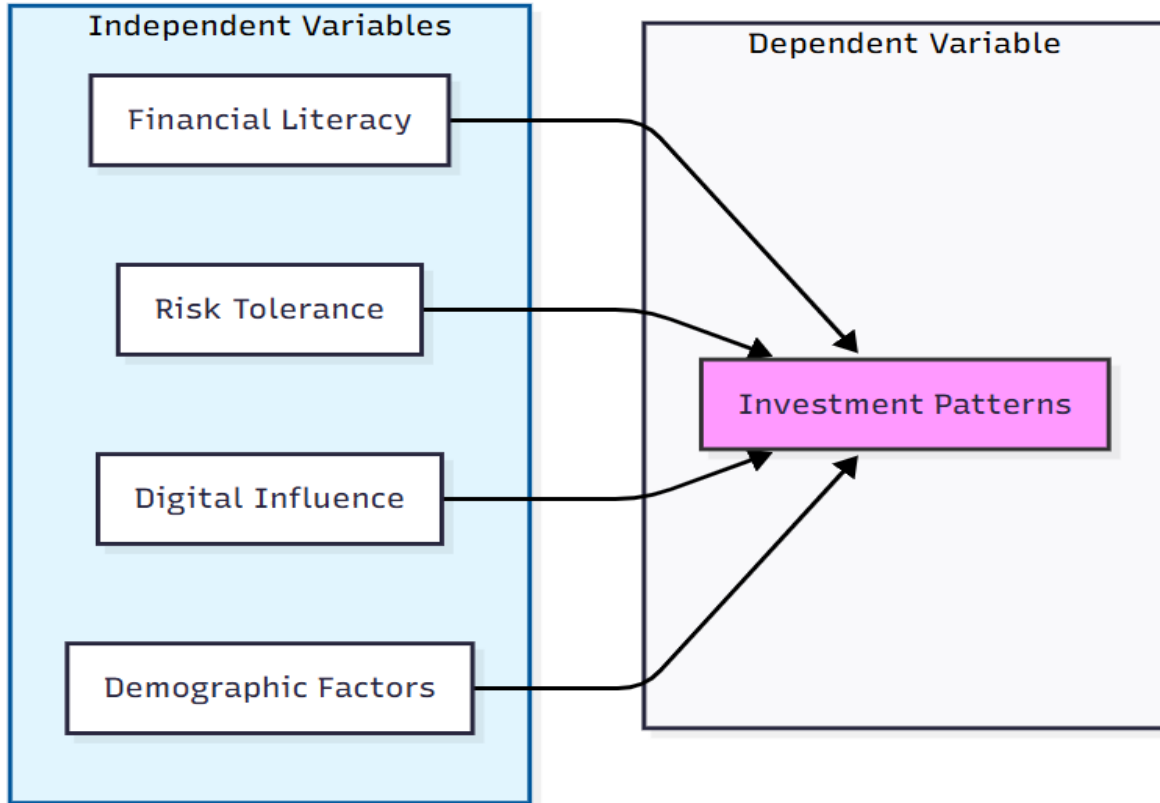 Independent Variables
Financial Literacy
Risk Tolerance
Digital Influence
Demographic Factors
Dependent Variable
Investment Patterns